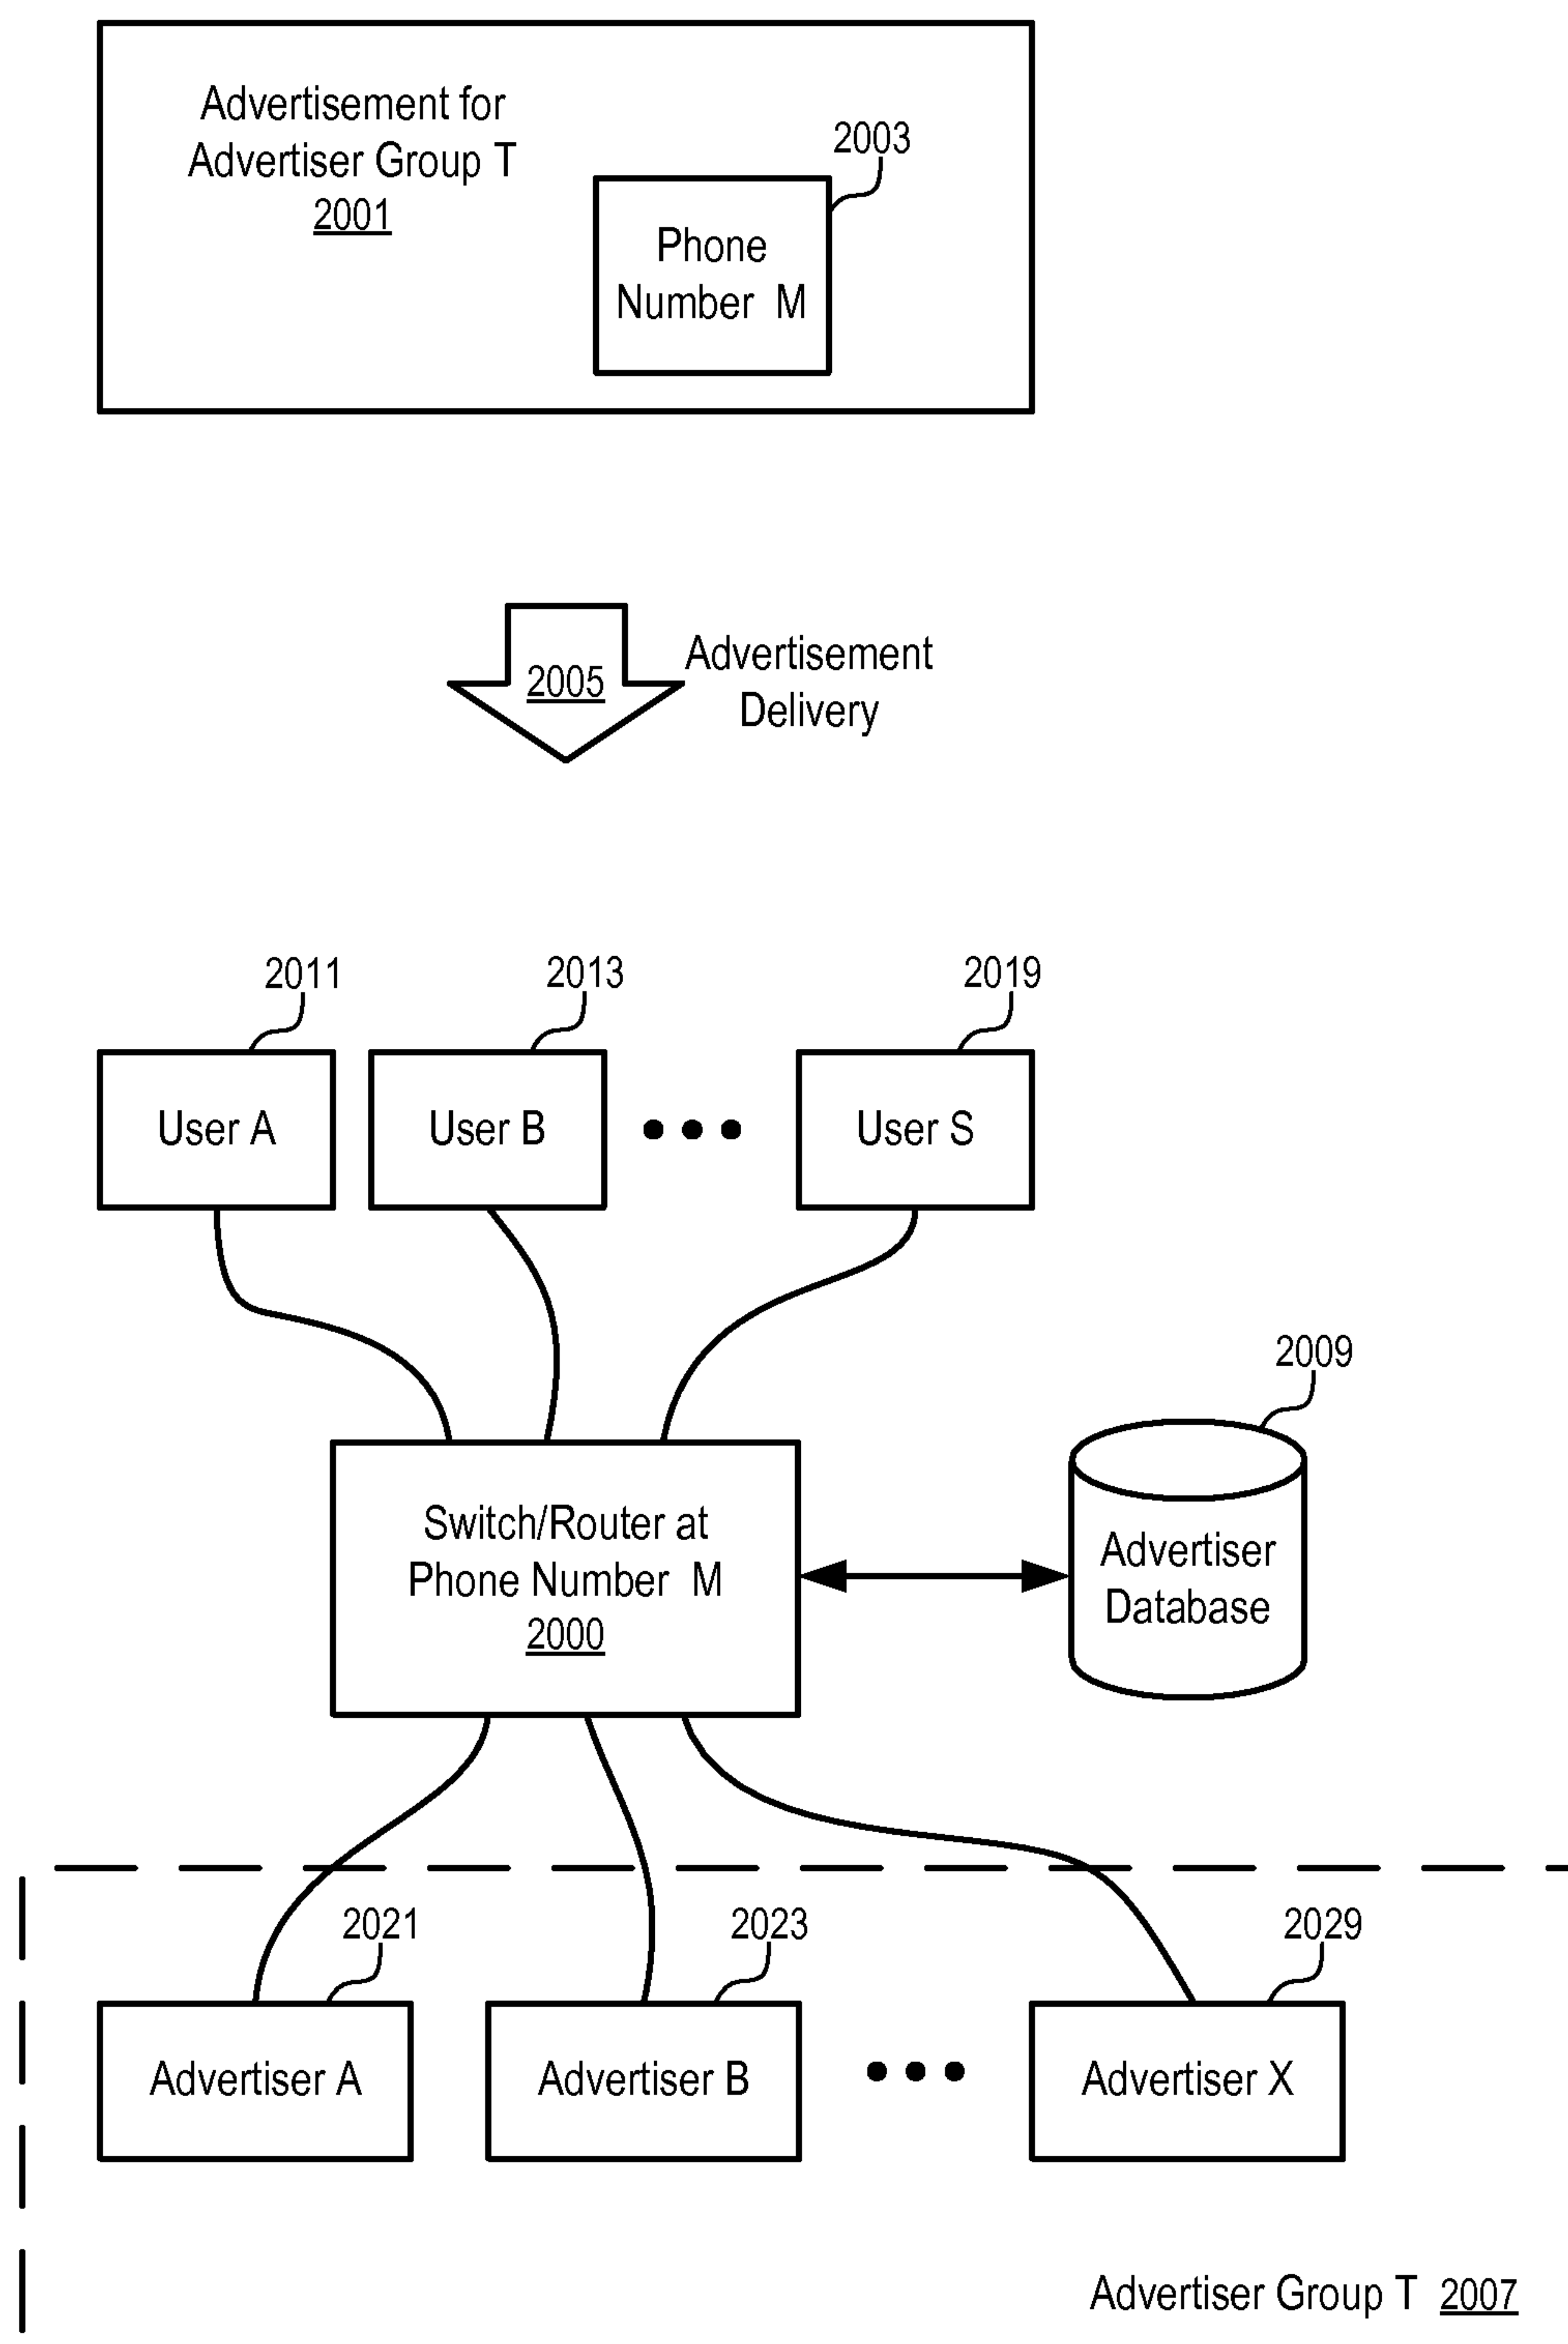 Advertisement for
Advertiser Group T
2001
2003
Phone
Number M
2005
Advertisement
Delivery
2011
2013
2019
User A
User B
User S
2009
Switch/Router at
Phone Number M
2000
Advertiser
Database
2021
2023
2029
Advertiser A
Advertiser B
Advertiser X
Advertiser Group T 2007